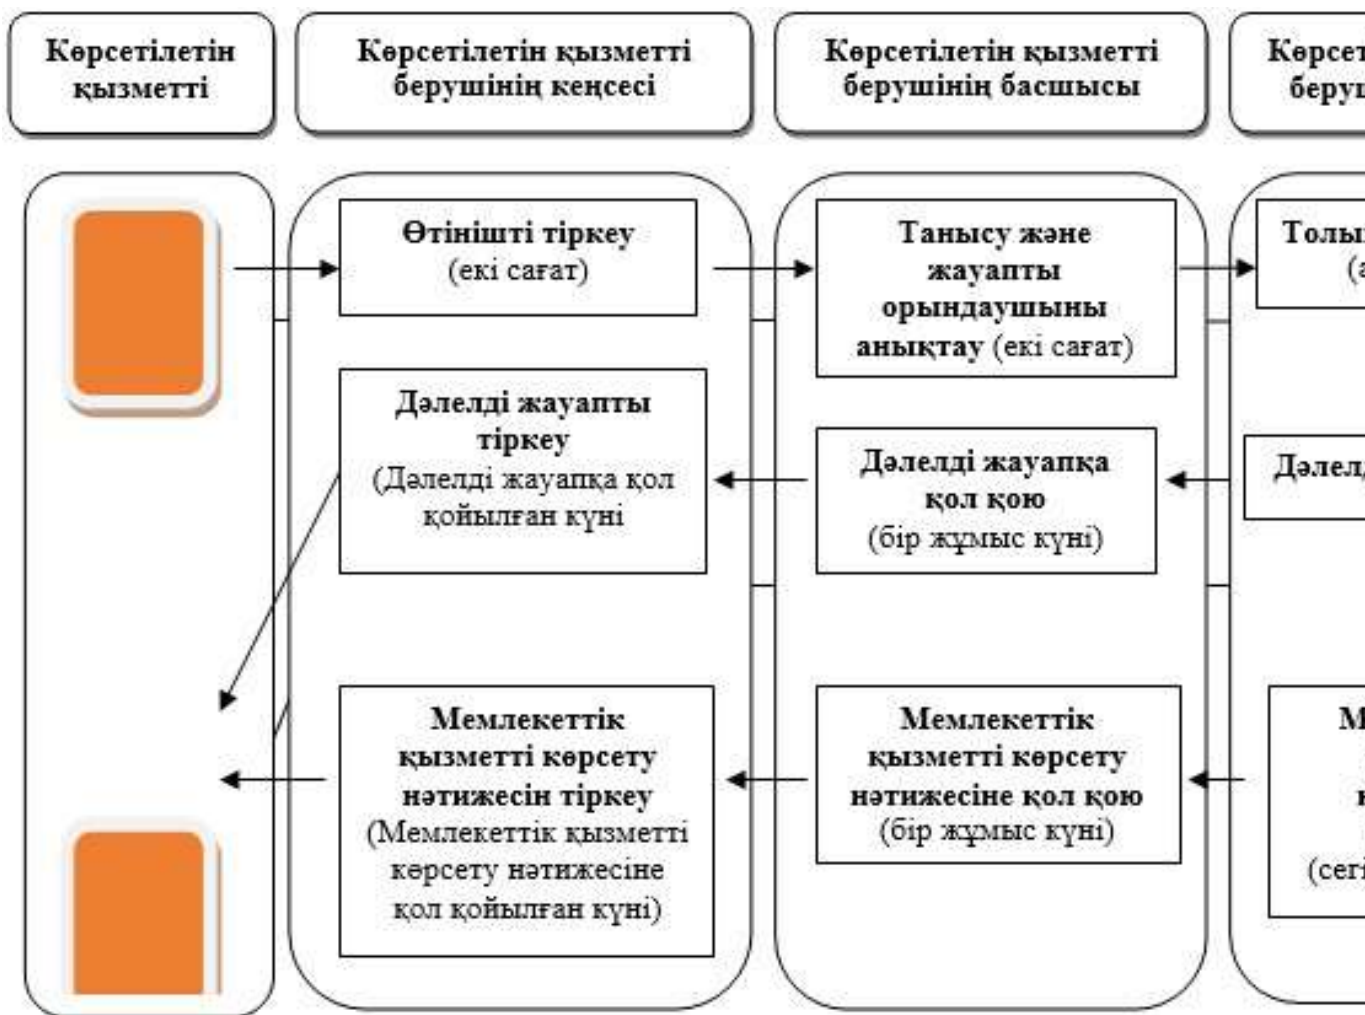 Көрсетілетін
қызметті
Көрсетілетін қызметті
берушінің кеңсесі
Көрсетілетін қызметті
берушінің басшысы
Өтінішті тіркеу
(екі сағат)
Танысу және
жауапты
орындаушыны
анықтау (екі сағат)
Дәлелді жауапты
тіркеу
(Дәлелді жауапқа қол
қойылған күні
Дәлелді жауапқа
қол қою
(бір жұмыс күні)
Мемлекеттік
қызметті көрсету
нәтижесін тіркеу
(Мемлекеттік қызметті
көрсету нәтижесіне
қол қойылған күні)
Мемлекеттік
қызметті көрсету
нәтижесіне қол қою
(бір жұмыс күні)